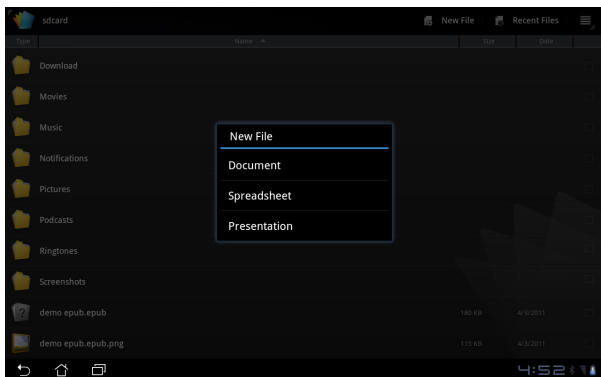 sdcard New File Recent Files
Type Name Size Date
Download
Movies
Music
Notifications
Pictures
Podcasts
Ringtones
Screenshots
demo epub.epub 180 KB 4/3/2011
demo epub.epub.png 115 KB 4/3/2011
New File
Document
Spreadsheet
Presentation
4:52